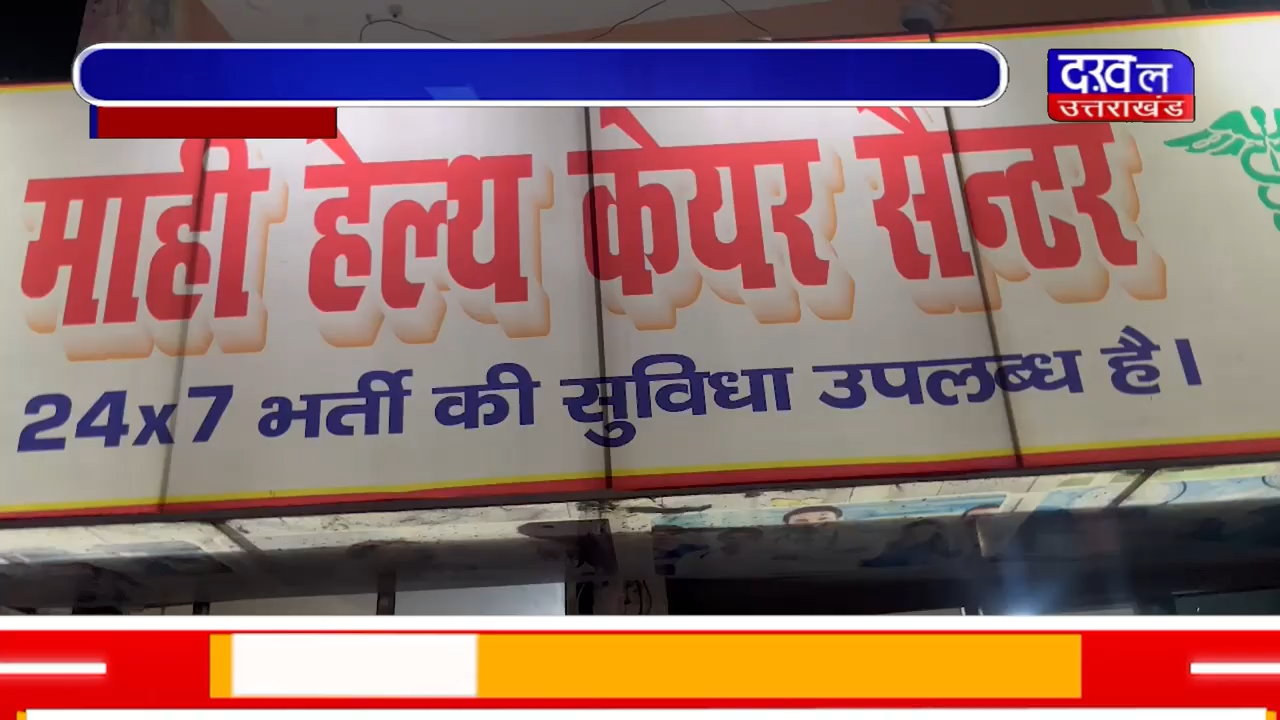 दख़ल
उत्तराखंड
माही हेल्थ केयर सैन्टर
24x7 भर्ती की सुविधा उपलब्ध है।